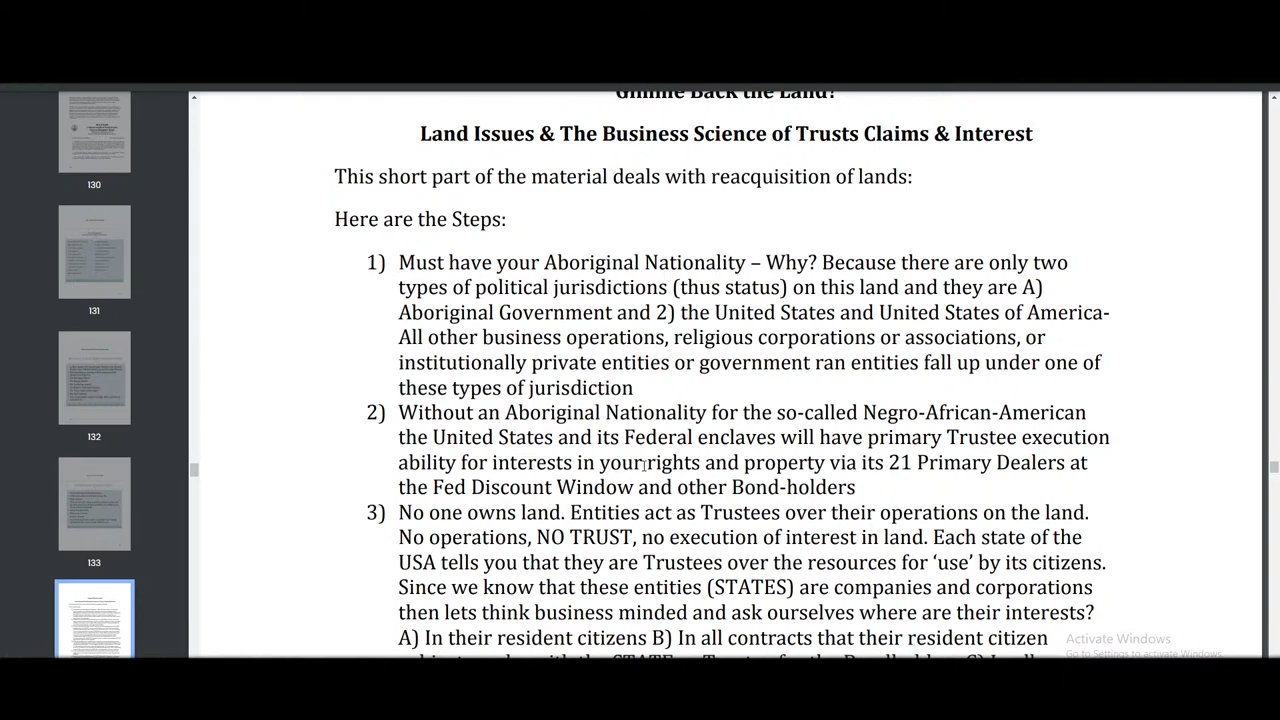 Gimme Back the Land!
Land Issues & The Business Science of Trusts Claims & Interest
This short part of the material deals with reacquisition of lands:
Here are the Steps:
1) Must have your Aboriginal Nationality – Why? Because there are only two
types of political jurisdictions (thus status) on this land and they are A)
Aboriginal Government and 2) the United States and United States of America-
All other business operations, religious corporations or associations, or
institutionally private entities or governmentan entities fall up under one of
these types of jurisdiction
2) Without an Aboriginal Nationality for the so-called Negro-African-American
the United States and its Federal enclaves will have primary Trustee execution
ability for interests in your rights and property via its 21 Primary Dealers at
the Fed Discount Window and other Bond-holders
3) No one owns land. Entities act as Trustees over their operations on the land.
No operations, NO TRUST, no execution of interest in land. Each state of the
USA tells you that they are Trustees over the resources for ‘use’ by its citizens.
Since we know that these entities (STATES) are companies and corporations
then lets think business minded and ask ourselves where are their interests?
A) In their resident citizens B) In all contracts that their resident citizen
130
131
132
133
Activate Windows
Go to Settings to activate Windows.